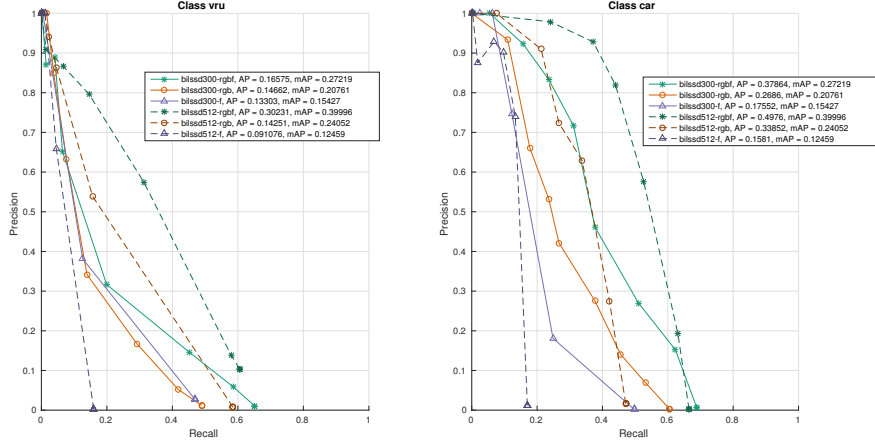 Class vru
1
0.9
0.8
0.7
0.6
0.5
0.4
0.3
0.2
0.1
0
Precision
bilssd300-rgbf, AP = 0.16575, mAP = 0.27219
bilssd300-rgb, AP = 0.14662, mAP = 0.20761
bilssd300-f, AP = 0.13303, mAP = 0.15427
bilssd512-rgbf, AP = 0.30231, mAP = 0.39996
bilssd512-rgb, AP = 0.14251, mAP = 0.24052
bilssd512-f, AP = 0.091076, mAP = 0.12459
0 0.2 0.4 0.6 0.8 1
Recall
Class car
1
0.9
0.8
0.7
0.6
0.5
0.4
0.3
0.2
0.1
0
Precision
bilssd300-rgbf, AP = 0.37864, mAP = 0.27219
bilssd300-rgb, AP = 0.2686, mAP = 0.20761
bilssd300-f, AP = 0.17552, mAP = 0.15427
bilssd512-rgbf, AP = 0.4976, mAP = 0.39996
bilssd512-rgb, AP = 0.33852, mAP = 0.24052
bilssd512-f, AP = 0.1581, mAP = 0.12459
0 0.2 0.4 0.6 0.8 1
Recall